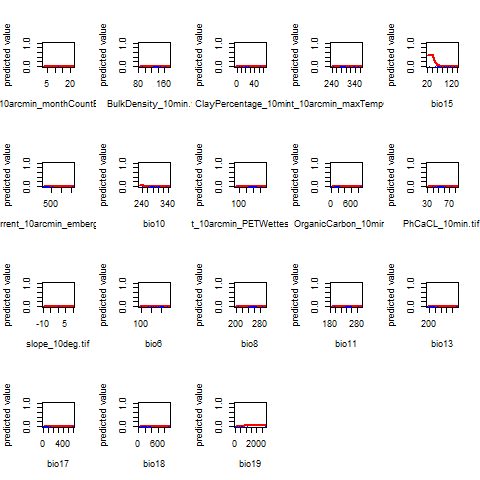 predicted value predicted value predicted value predicted value predicted value
0.0 1.0 0.0 1.0 0.0 1.0 0.0 1.0 0.0 1.0
5 20 80 160 0 40 240 340 20 120
10arcmin_monthCountE BulkDensity_10min. ClayPercentage_10min t_10arcmin_maxTemp bio15
predicted value predicted value predicted value predicted value predicted value
0.0 1.0 0.0 1.0 0.0 1.0 0.0 1.0 0.0 1.0
500 240 340 100 0 600 30 70
rrent_10arcmin_emberg bio10 t_10arcmin_PETWettes OrganicCarbon_10mir PhCaCL_10min.tif
predicted value predicted value predicted value predicted value predicted value
0.0 1.0 0.0 1.0 0.0 1.0 0.0 1.0 0.0 1.0
-10 5 100 200 280 180 280 200
slope_10deg.tif bio6 bio8 bio11 bio13
predicted value predicted value predicted value
0.0 1.0 0.0 1.0 0.0 1.0
0 400 0 600 0 2000
bio17 bio18 bio19